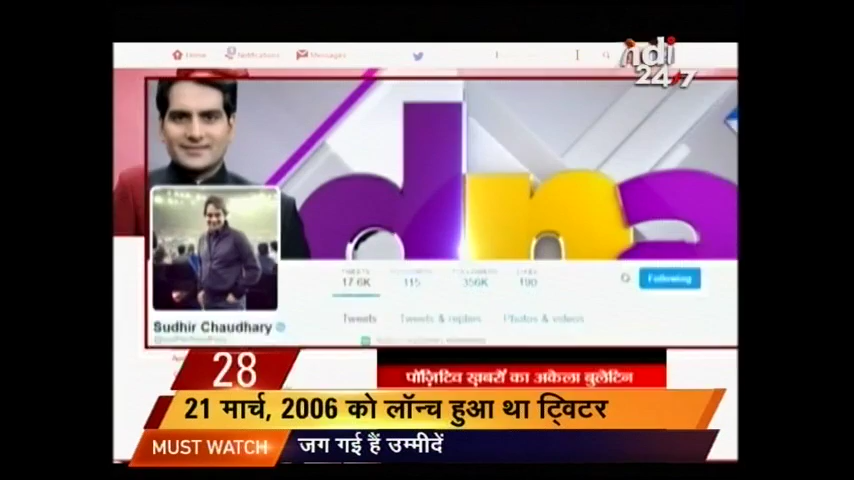 Home Notifications Messages
indi
24x7
dna
TWEETS FOLLOWERS LIKES
17.6K 115 356K 190
Following
Tweets Tweets & replies Photos & videos
Sudhir Chaudhary
28
पॉज़िटिव ख़बरों का अकेला बुलेटिन
21 मार्च, 2006 को लॉन्च हुआ था ट्विटर
MUST WATCH जग गई हैं उम्मीदें